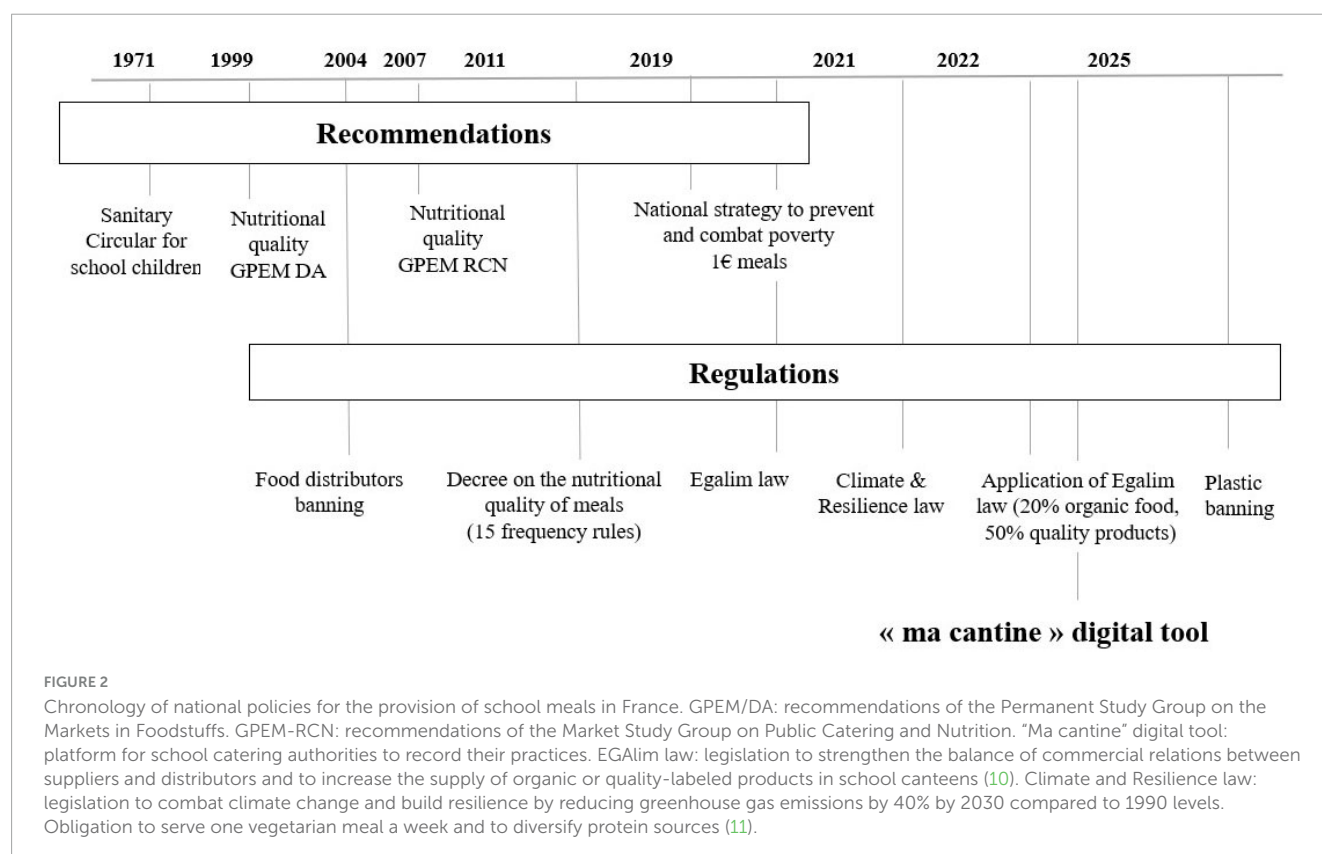 1971 1999 2004 2007 2011 2019 2021 2022 2025
Recommendations
Sanitary
Circular for
school children
Nutritional
quality
GPEM DA
Nutritional
quality
GPEM RCN
National strategy to prevent
and combat poverty
1€ meals
Regulations
Food distributors
banning
Decree on the nutritional
quality of meals
(15 frequency rules)
Egalim law
Climate &
Resilience law
Application of Egalim
law (20% organic food,
50% quality products)
Plastic
banning
« ma cantine » digital tool
FIGURE 2
Chronology of national policies for the provision of school meals in France. GPEM/DA: recommendations of the Permanent Study Group on the
Markets in Foodstuffs. GPEM-RCN: recommendations of the Market Study Group on Public Catering and Nutrition. “Ma cantine” digital tool:
platform for school catering authorities to record their practices. EGAlim law: legislation to strengthen the balance of commercial relations between
suppliers and distributors and to increase the supply of organic or quality-labeled products in school canteens (10). Climate and Resilience law:
legislation to combat climate change and build resilience by reducing greenhouse gas emissions by 40% by 2030 compared to 1990 levels.
Obligation to serve one vegetarian meal a week and to diversify protein sources (11).